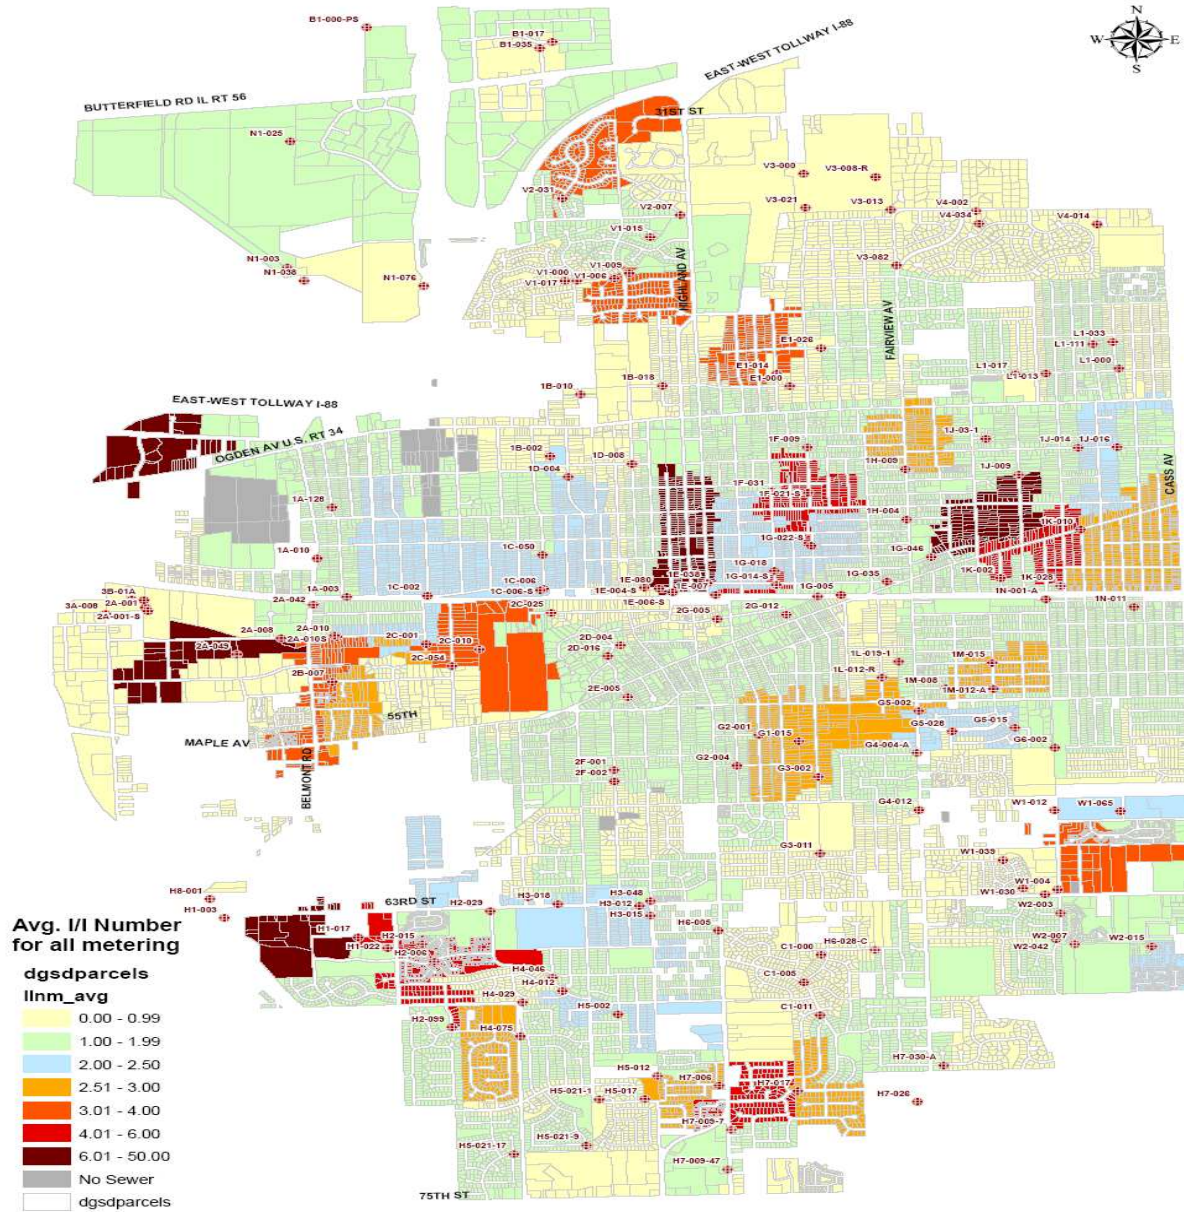 B1-000-PS
B1-017
B1-035
N
W E
S
EAST-WEST TOLLWAY I-88
BUTTERFIELD RD IL RT 56
31ST ST
N1-025
V3-000
V3-008-R
V2-031
V2-007
V3-021
V3-013
V4-002
V4-034
V4-014
V1-015
N1-003
N1-038
N1-076
V1-009
V1-000
V1-006
V1-017
HIGHLAND AV
V3-082
FAIRVIEW AV
E1-026
L1-033
L1-111
E1-014
E1-000
L1-017
L1-013
L1-000
1B-018
1B-010
EAST-WEST TOLLWAY I-88
OGDEN AV U.S. RT 34
1B-002
1D-008
1D-004
1F-009
1J-03-1
1J-014
1J-016
1H-009
1J-009
CASS AV
1F-031
1F-021-S
1A-128
1H-004
1K-010
1G-022-S
1A-010
1C-050
1G-046
1G-018
1G-014-S
1K-002
1K-028
1E-038
1E-080
1E-007
1E-004-S
1E-006-S
1G-035
1G-005
1N-001-A
1N-011
1C-006
1C-006-S
1C-002
1A-003
3B-01A
3A-008
2A-001
2A-001-S
2A-042
2C-025
2G-005
2G-012
2A-008
2A-010
2A-010S
2A-049
2C-001
2C-010
2C-054
2D-004
2D-016
1L-019-1
1L-012-R
1M-015
1M-008
1M-012-A
2B-007
2E-005
55TH
MAPLE AV
BELMONT RD
G5-002
G5-028
G5-015
G2-001
G1-015
G4-004-A
G6-002
G2-004
G3-002
2F-001
2F-002
G4-012
W1-012
W1-065
G3-011
W1-039
W1-030
W1-004
H8-001
H1-003
63RD ST
H2-029
H3-018
H3-048
H3-012
H3-015
W2-003
Avg. I/I Number
for all metering
H1-017
H2-015
H1-022
H2-006
H6-005
C1-000
H6-028-C
W2-007
W2-042
W2-015
dgsdparcels
IInm_avg
H4-046
H4-012
C1-005
0.00 - 0.99
H4-029
H5-002
C1-011
1.00 - 1.99
H2-099
H4-075
2.00 - 2.50
H7-030-A
2.51 - 3.00
H5-012
H7-006
H7-017
H5-021-1
H5-017
H7-026
3.01 - 4.00
4.01 - 6.00
H7-009-7
6.01 - 50.00
H5-021-9
H5-021-17
H7-009-47
No Sewer
75TH ST
dgsdparcels